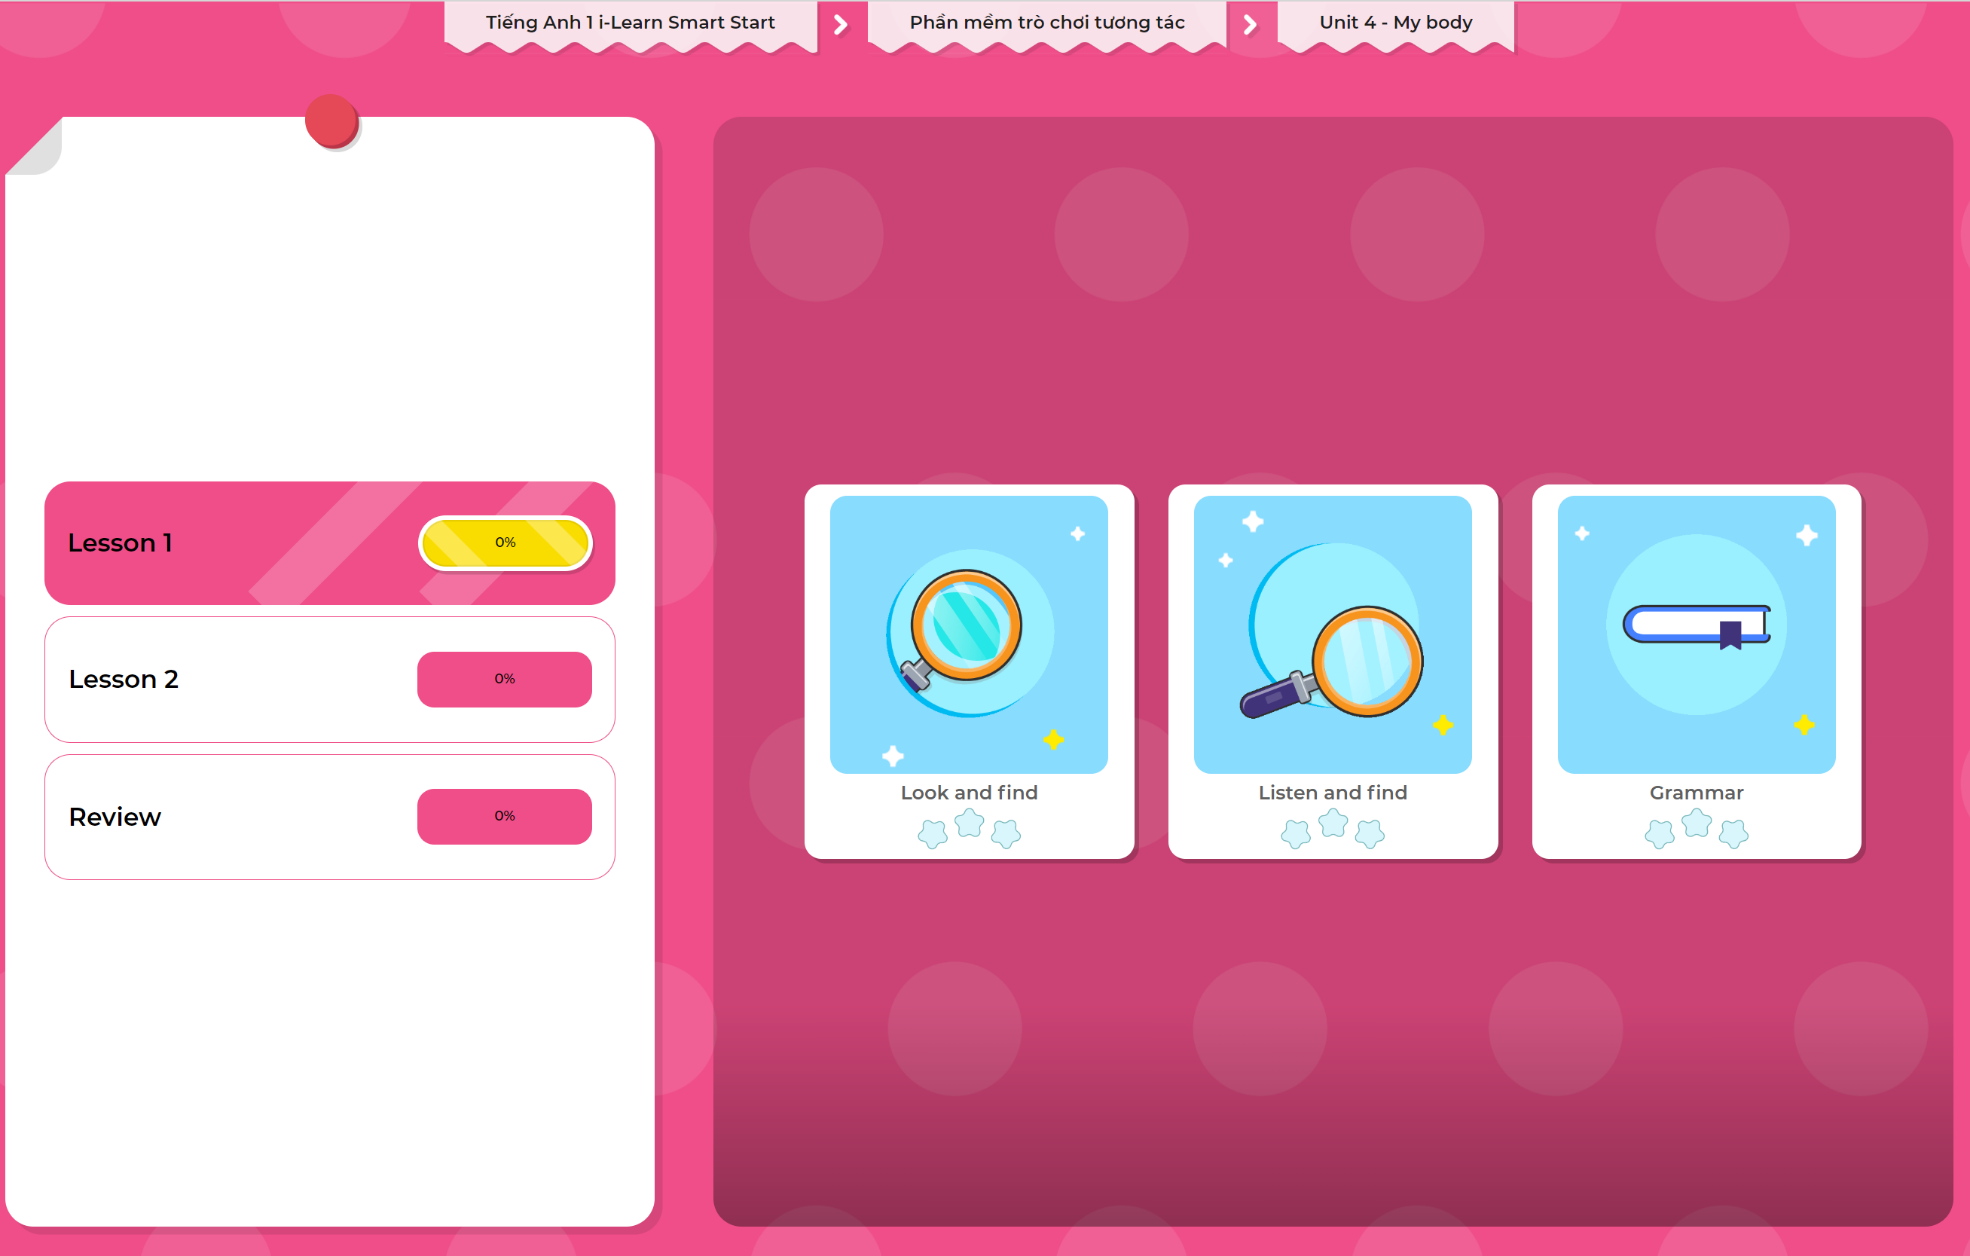 Tiếng Anh 1 i-Learn Smart Start
Phần mềm trò chơi tương tác
Unit 4 - My body
Lesson 1
0%
Lesson 2
0%
Review
0%
Look and find
Listen and find
Grammar